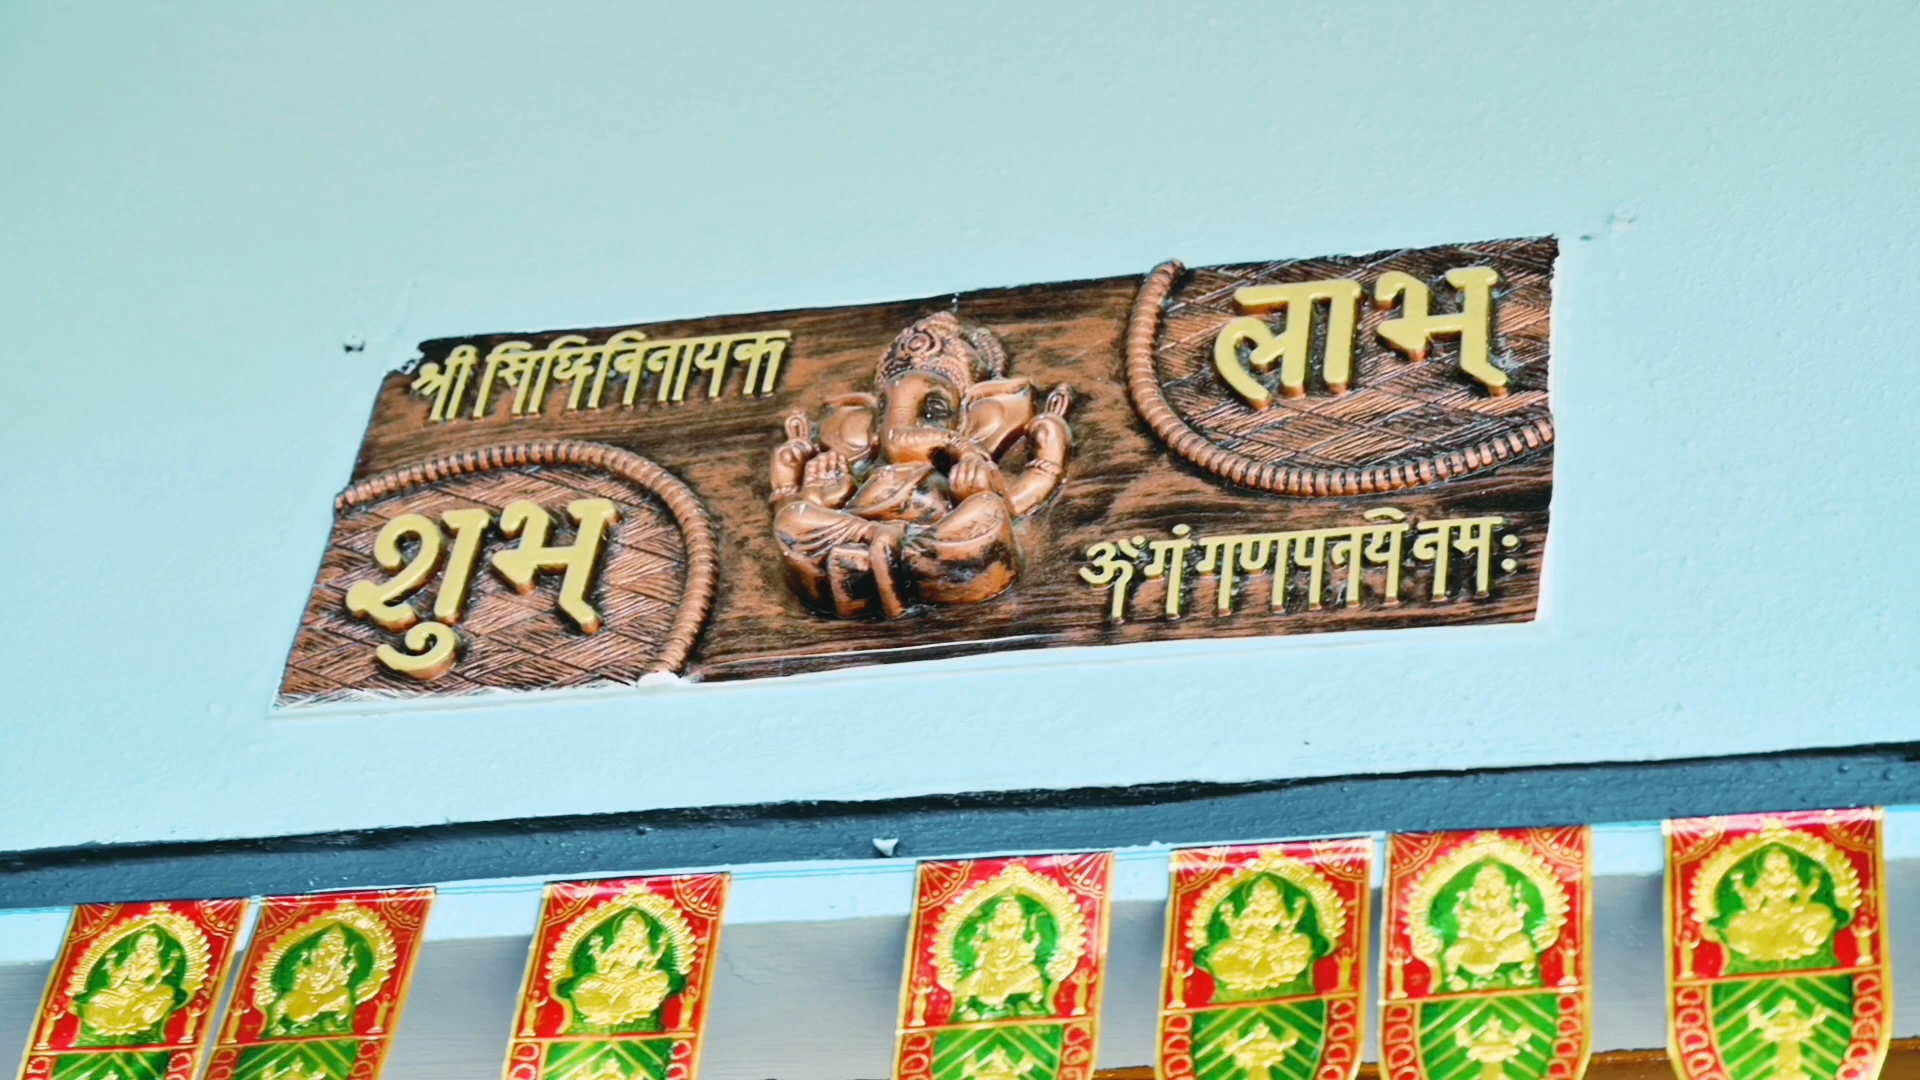 श्री सिद्धिविनायक
लाभ
शुभ
ॐ गं गणपतये नमः